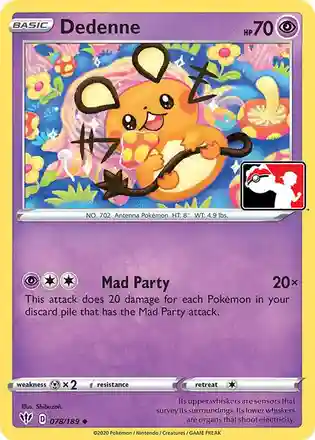 BASIC
Dedenne
HP70
NO. 702 Antenna Pokémon HT: 8" WT: 4.9 lbs.
Mad Party 20×
This attack does 20 damage for each Pokémon in your
discard pile that has the Mad Party attack.
weakness ×2 resistance retreat
Illus. Shibuzoh.
Its upper whiskers are sensors that
survey its surroundings. Its lower whiskers
are organs that shoot electricity.
D 078/189
©2020 Pokémon / Nintendo / Creatures / GAME FREAK